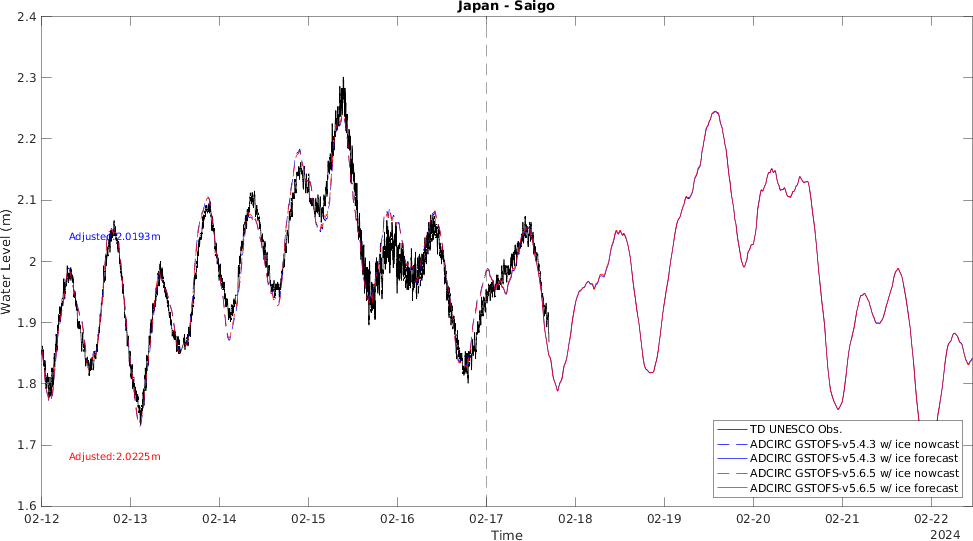 Japan - Saigo
2.4
2.3
2.2
2.1
2
1.9
1.8
1.7
1.6
Water Level (m)
Adjusted:2.0193m
Adjusted:2.0225m
TD UNESCO Obs.
ADCIRC GSTOFS-v5.4.3 w/ ice nowcast
ADCIRC GSTOFS-v5.4.3 w/ ice forecast
ADCIRC GSTOFS-v5.6.5 w/ ice nowcast
ADCIRC GSTOFS-v5.6.5 w/ ice forecast
02-12 02-13 02-14 02-15 02-16 02-17 02-18 02-19 02-20 02-21 02-22
Time
2024